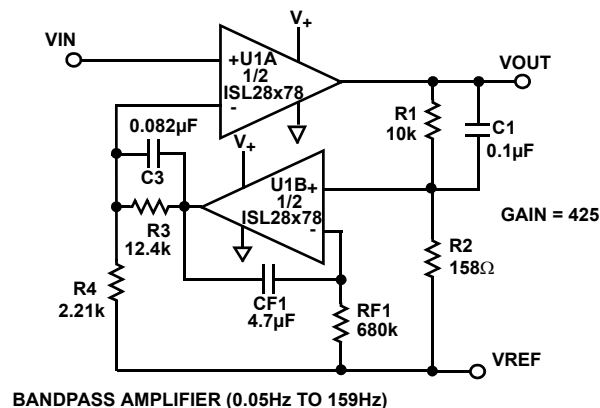 V+
VIN
+U1A
1/2
ISL28x78
-
VOUT
R1
10k
C1
0.1µF
0.082µF
C3
V+
U1B+
1/2
ISL28x78
-
GAIN = 425
R3
12.4k
R2
158Ω
R4
2.21k
CF1
4.7µF
RF1
680k
VREF
BANDPASS AMPLIFIER (0.05Hz TO 159Hz)